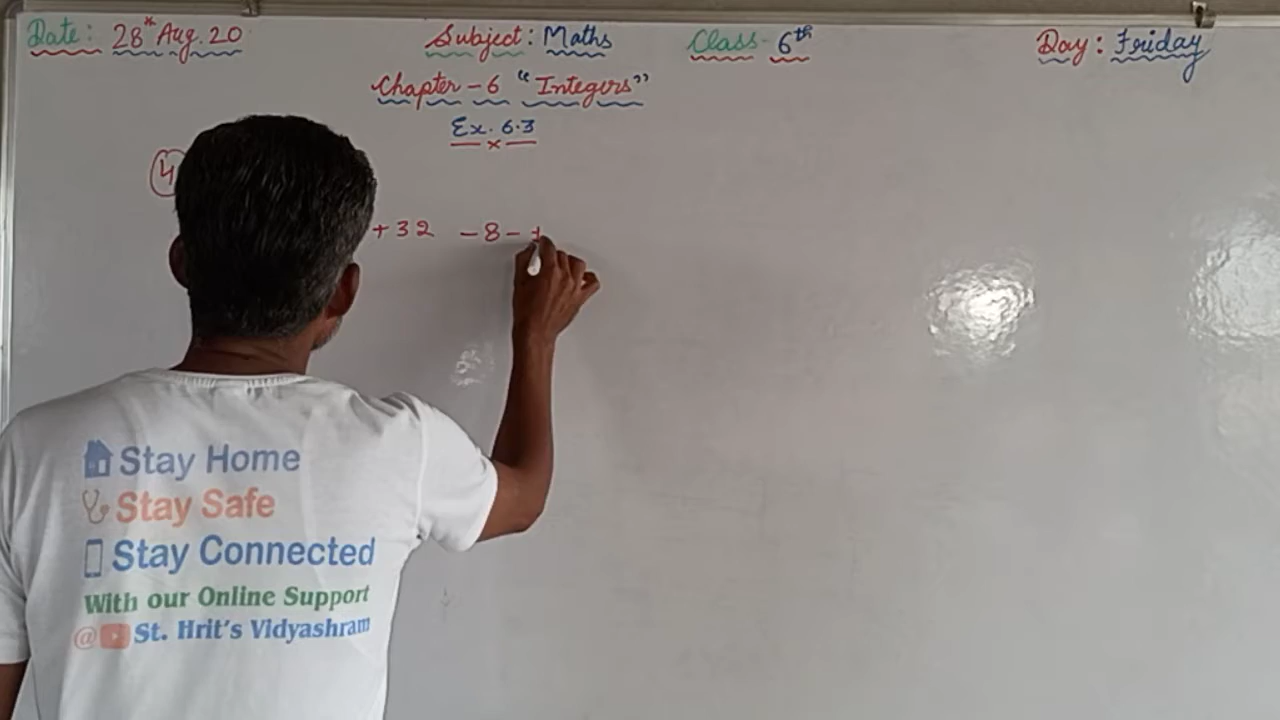 Date: 28th Aug. 20 Subject: Maths Class- 6th Day: Friday
Chapter-6 "Integers"
Ex. 6.3
4
+32 -8-
Stay Home
Stay Safe
Stay Connected
With our Online Support
@ St. Hrit's Vidyashram